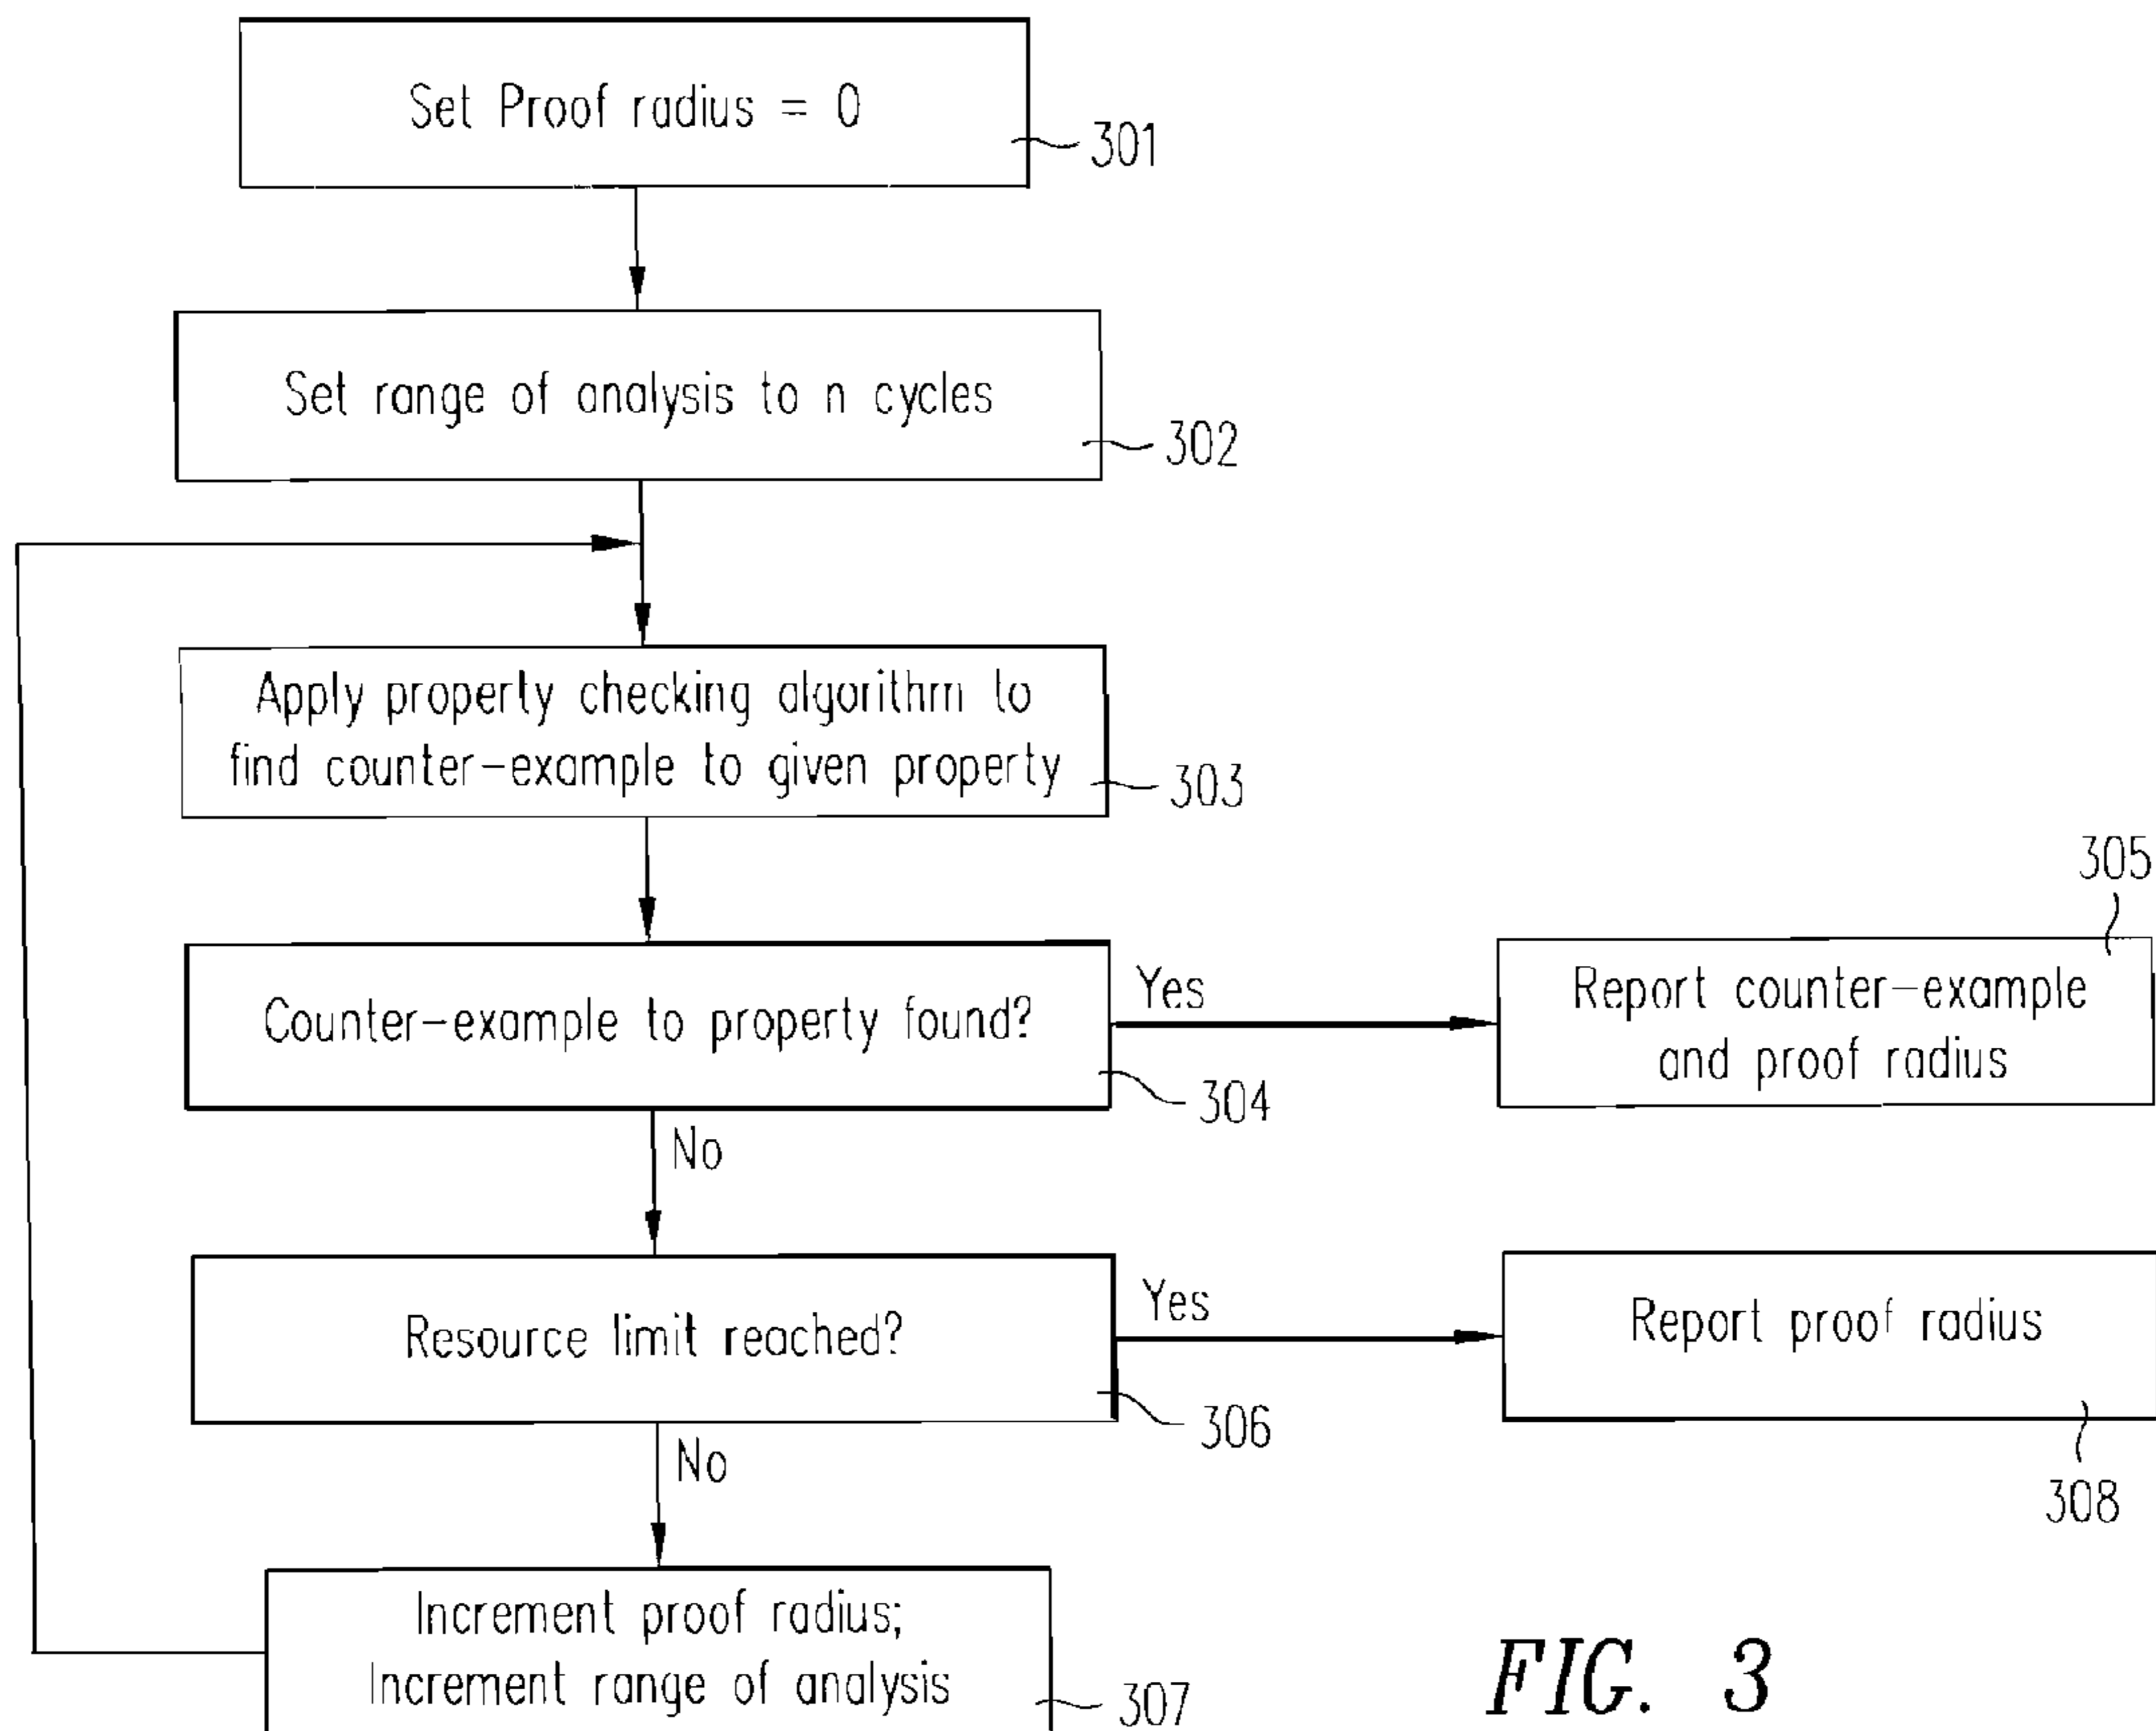 Set Proof radius = 0
301
Set range of analysis to n cycles
302
Apply property checking algorithm to
find counter-example to given property
303
305
Counter-example to property found?
Yes
Report counter-example
and proof radius
304
No
Resource limit reached?
Yes
Report proof radius
306
No
308
Increment proof radius;
Increment range of analysis
307
FIG. 3